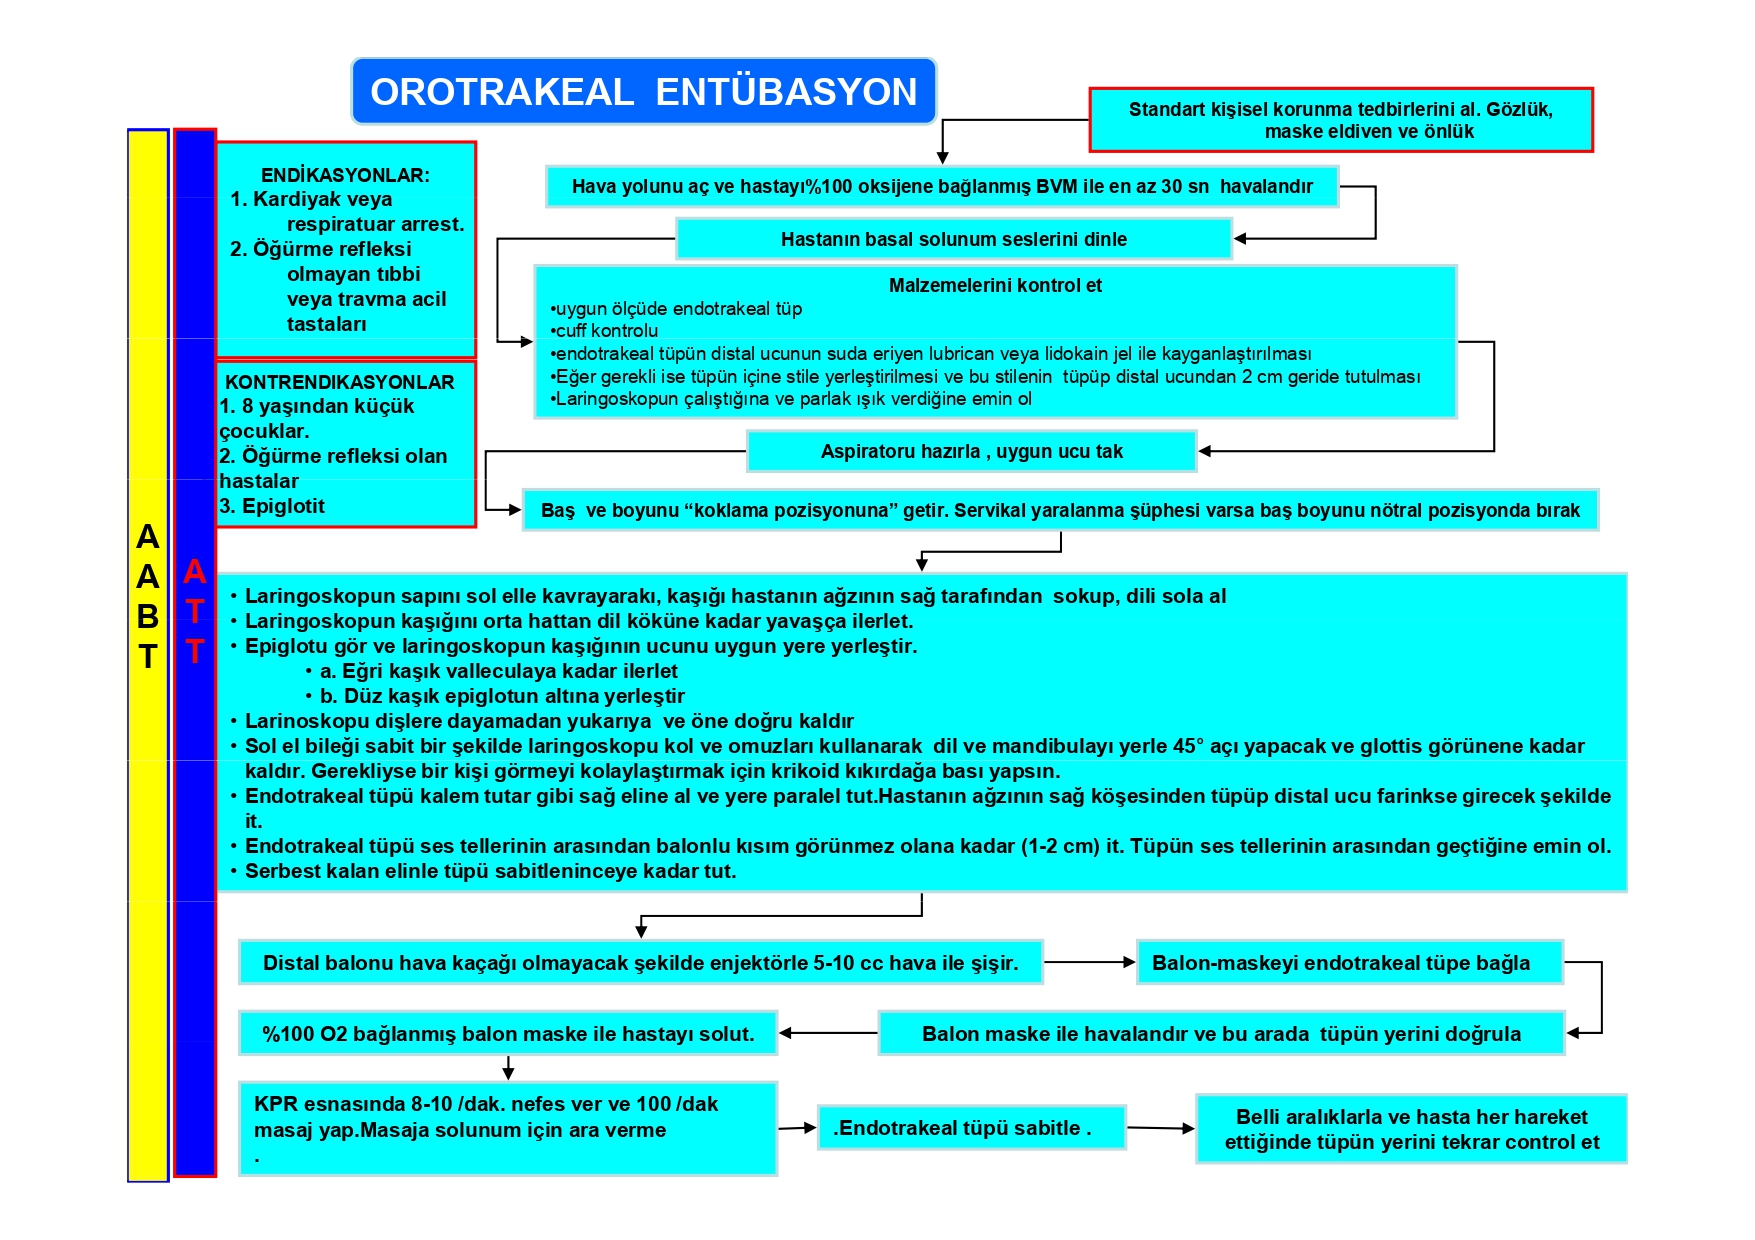 OROTRAKEAL ENTÜBASYON
Standart kişisel korunma tedbirlerini al. Gözlük,
maske eldiven ve önlük
ENDİKASYONLAR:
1. Kardiyak veya
respiratuar arrest.
2. Öğürme refleksi
olmayan tıbbi
veya travma acil
tastaları
KONTRENDIKASYONLAR
1. 8 yaşından küçük
çocuklar.
2. Öğürme refleksi olan
hastalar
3. Epiglotit
A
A
B
T
A
T
T
Hava yolunu aç ve hastayı%100 oksijene bağlanmış BVM ile en az 30 sn havalandır
Hastanın basal solunum seslerini dinle
Malzemelerini kontrol et
•uygun ölçüde endotrakeal tüp
•cuff kontrolu
•endotrakeal tüpün distal ucunun suda eriyen lubrican veya lidokain jel ile kayganlaştırılması
•Eğer gerekli ise tüpün içine stile yerleştirilmesi ve bu stilenin tüpüp distal ucundan 2 cm geride tutulması
•Laringoskopun çalıştığına ve parlak ışık verdiğine emin ol
Aspiratoru hazırla , uygun ucu tak
Baş ve boyunu “koklama pozisyonuna” getir. Servikal yaralanma şüphesi varsa baş boyunu nötral pozisyonda bırak
• Laringoskopun sapını sol elle kavrayarakı, kaşığı hastanın ağzının sağ tarafından sokup, dili sola al
• Laringoskopun kaşığını orta hattan dil köküne kadar yavaşça ilerlet.
• Epiglotu gör ve laringoskopun kaşığının ucunu uygun yere yerleştir.
• a. Eğri kaşık valleculaya kadar ilerlet
• b. Düz kaşık epiglotun altına yerleştir
• Larinoskopu dişlere dayamadan yukarıya ve öne doğru kaldır
• Sol el bileği sabit bir şekilde laringoskopu kol ve omuzları kullanarak dil ve mandibulayı yerle 45° açı yapacak ve glottis görünene kadar
kaldır. Gerekliyse bir kişi görmeyi kolaylaştırmak için krikoid kıkırdağa bası yapsın.
• Endotrakeal tüpü kalem tutar gibi sağ eline al ve yere paralel tut.Hastanın ağzının sağ köşesinden tüpüp distal ucu farinkse girecek şekilde
it.
• Endotrakeal tüpü ses tellerinin arasından balonlu kısım görünmez olana kadar (1-2 cm) it. Tüpün ses tellerinin arasından geçtiğine emin ol.
• Serbest kalan elinle tüpü sabitleninceye kadar tut.
Distal balonu hava kaçağı olmayacak şekilde enjektörle 5-10 cc hava ile şişir.
Balon-maskeyi endotrakeal tüpe bağla
Balon maske ile havalandır ve bu arada tüpün yerini doğrula
%100 O2 bağlanmış balon maske ile hastayı solut.
KPR esnasında 8-10 /dak. nefes ver ve 100 /dak
masaj yap.Masaja solunum için ara verme
.
.Endotrakeal tüpü sabitle .
Belli aralıklarla ve hasta her hareket
ettiğinde tüpün yerini tekrar control et